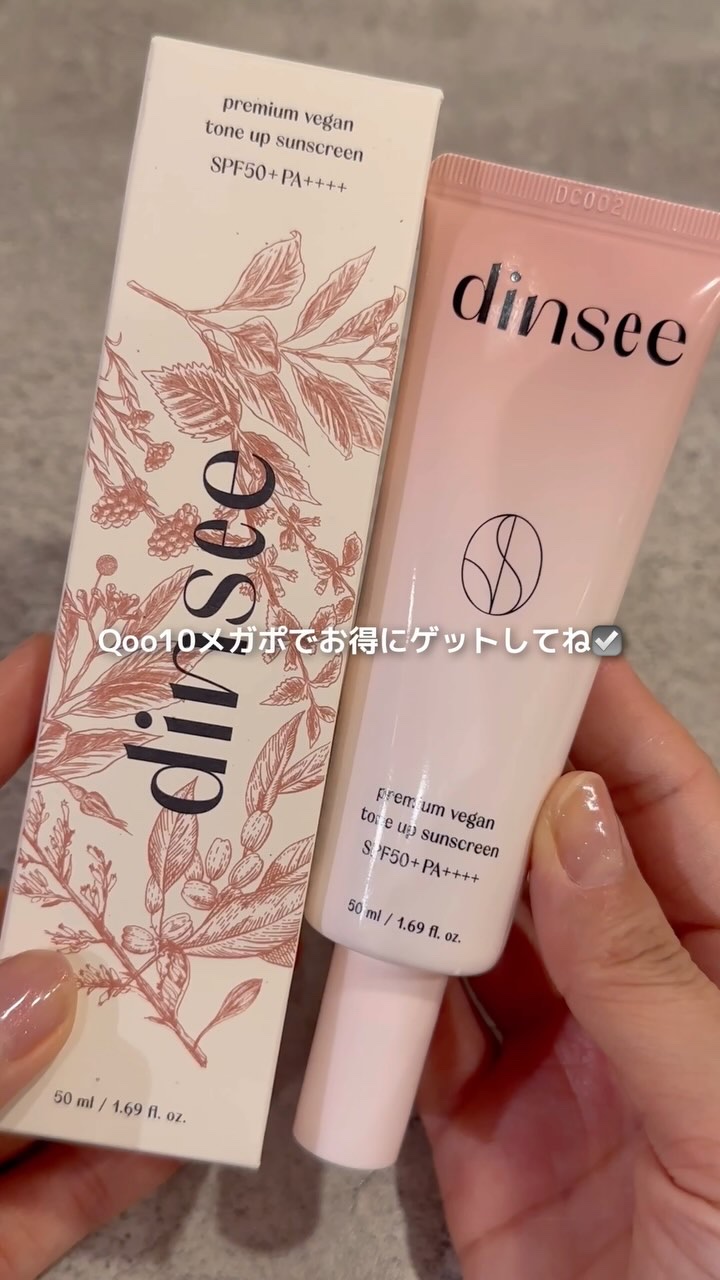 premium vegan
tone up sunscreen
SPF50+PA++++
dinsee
50 ml / 1.69 fl. oz.
DC002
dinsee
premium vegan
tone up sunscreen
SPF50+PA++++
50 ml / 1.69 fl. oz.
Qoo10メガポでお得にゲットしてね☑